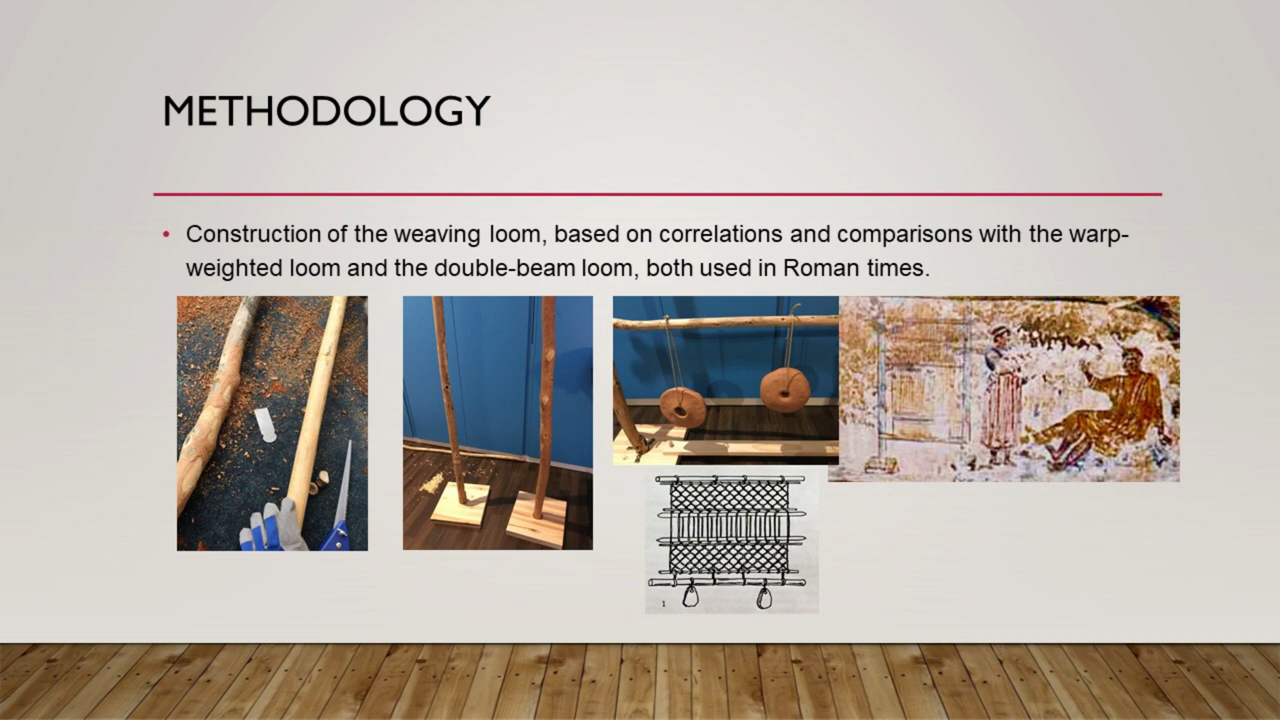 METHODOLOGY
• Construction of the weaving loom, based on correlations and comparisons with the warp-
weighted loom and the double-beam loom, both used in Roman times.
1